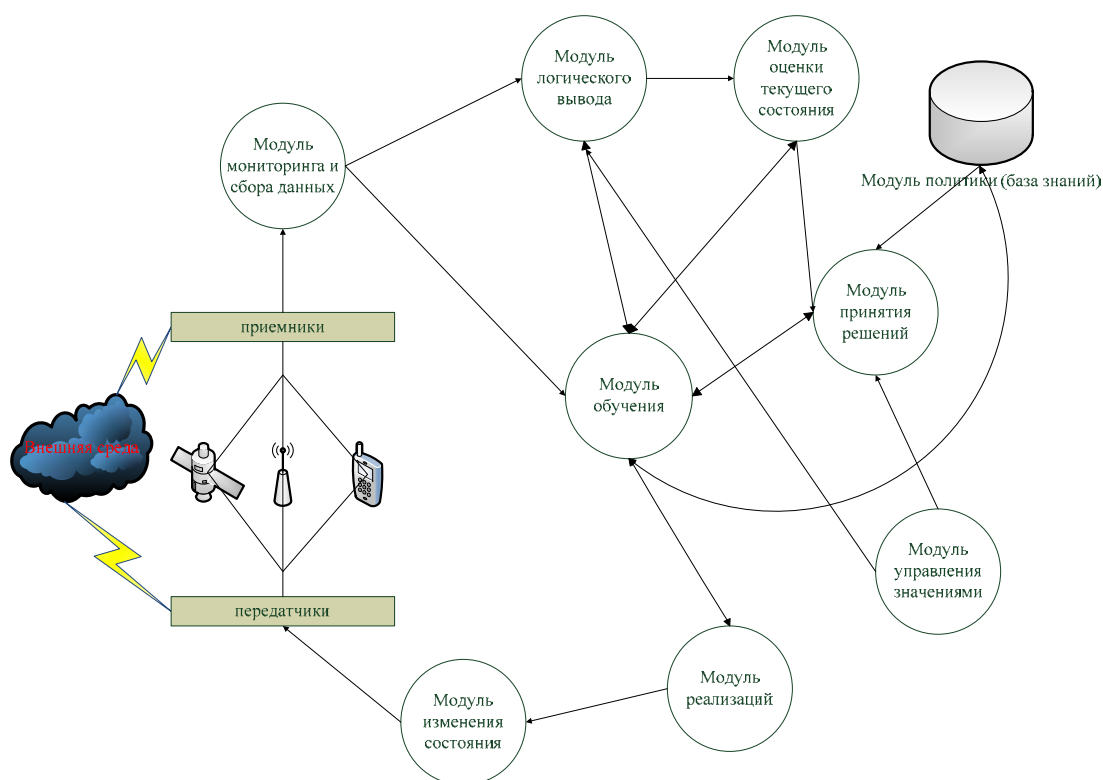 Модуль
логического
вывода
Модуль
оценки
текущего
состояния
Модуль
мониторинга и
сбора данных
Модуль политики (база знаний)
Модуль
принятия
решений
приемники
Модуль
обучения
Внешняя среда
Модуль
управления
значениями
передатчики
Модуль
реализаций
Модуль
изменения
состояния